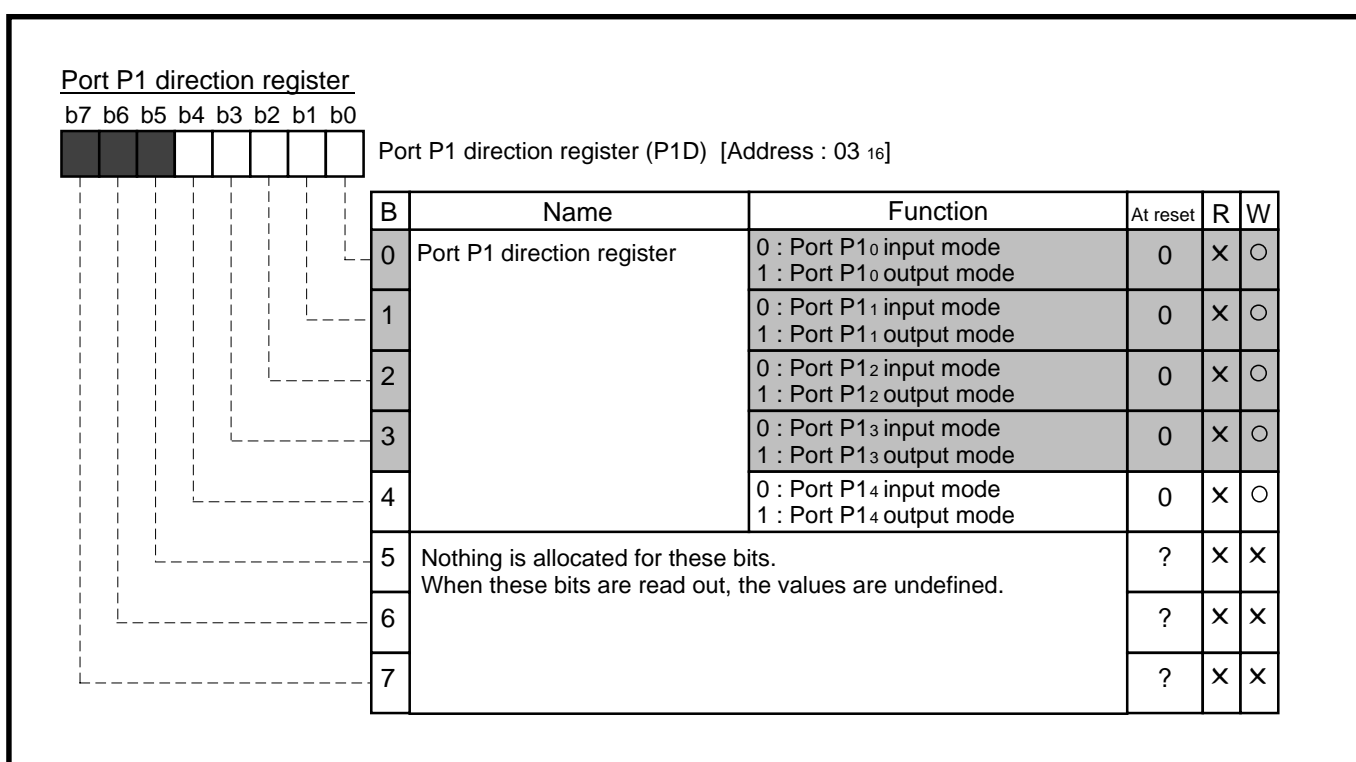 Port P1 direction register
b7 b6 b5 b4 b3 b2 b1 b0
Port P1 direction register (P1D) [Address : 03 16]
B Name Function At reset R W
0 Port P1 direction register 0 : Port P10 input mode 0 × ○
1 : Port P10 output mode
1 0 : Port P11 input mode 0 × ○
1 : Port P11 output mode
2 0 : Port P12 input mode 0 × ○
1 : Port P12 output mode
3 0 : Port P13 input mode 0 × ○
1 : Port P13 output mode
4 0 : Port P14 input mode 0 × ○
1 : Port P14 output mode
5 Nothing is allocated for these bits. ? × ×
When these bits are read out, the values are undefined.
6 ? × ×
7 ? × ×